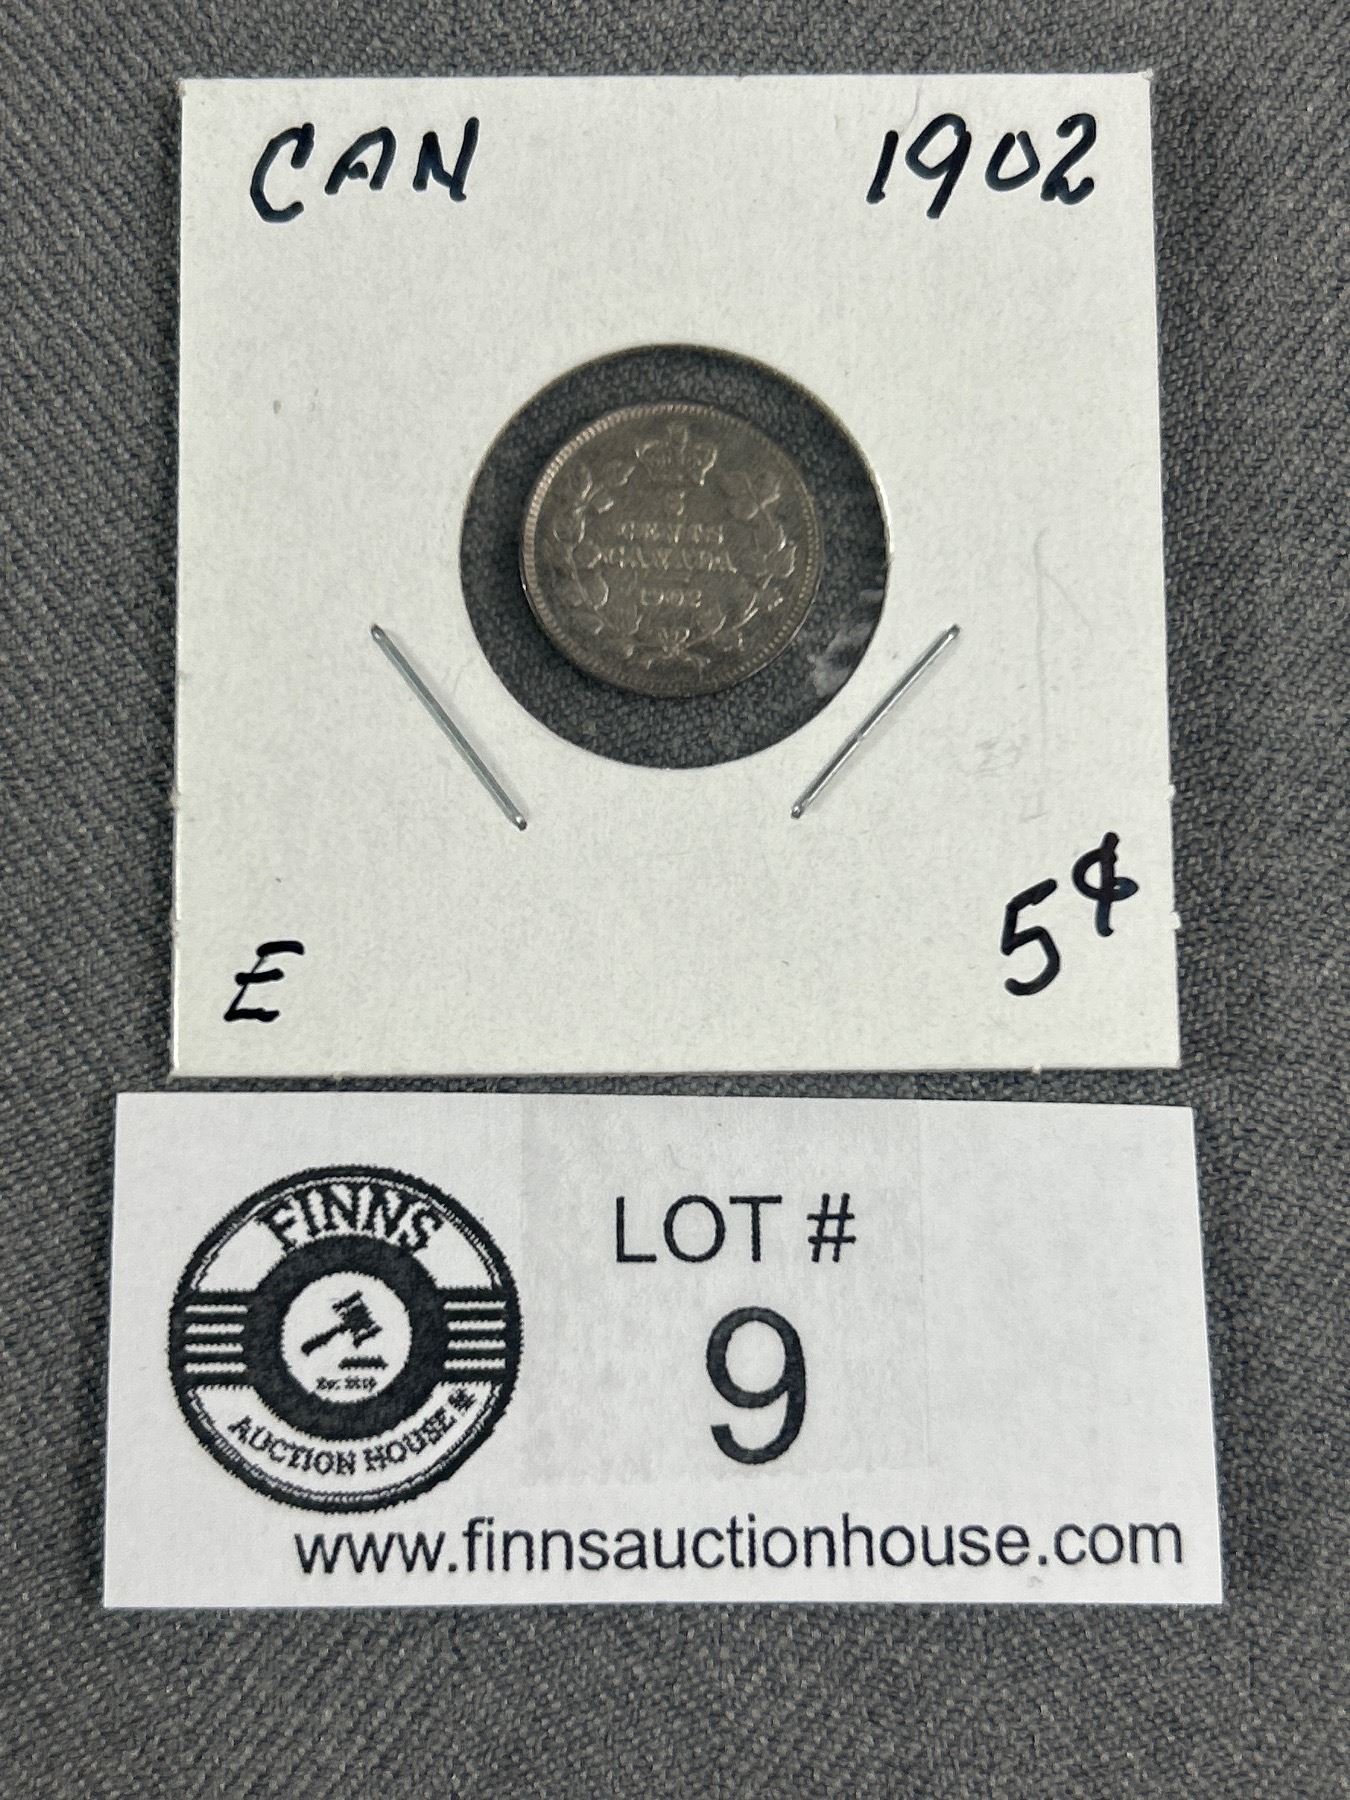 CAN 1902
5
CENTS
CANADA
1902
E 5¢
FINNS
AUCTION HOUSE
LOT #
9
www.finnsauctionhouse.com